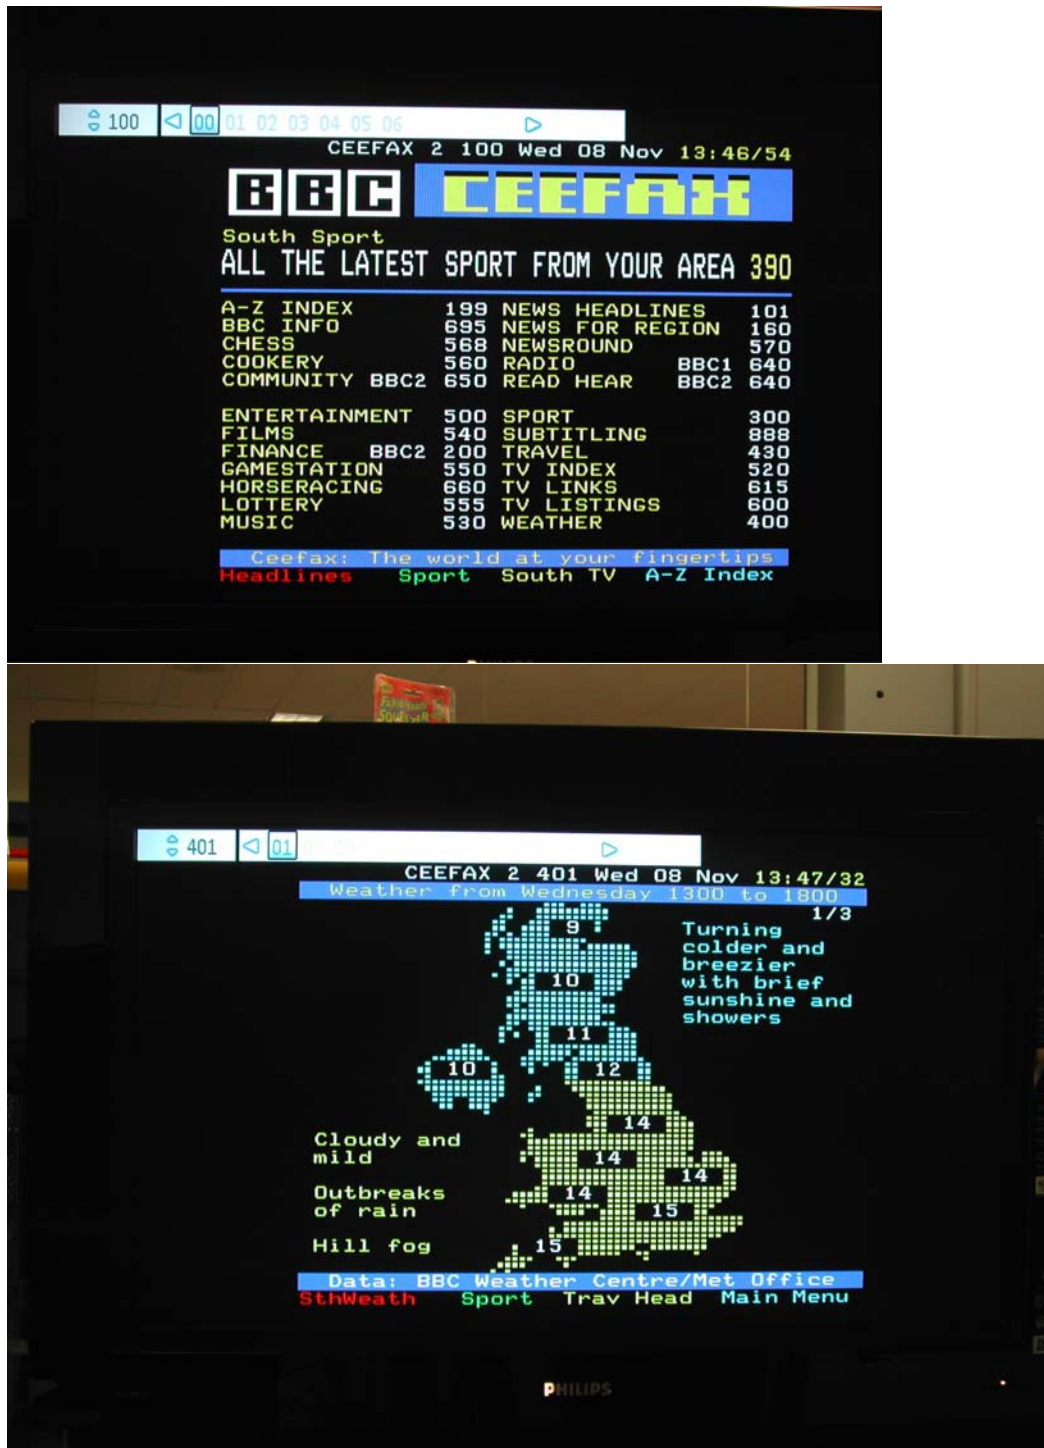 100 00 01 02 03 04 05 06
CEEFAX 2 100 Wed 08 Nov 13:46/54
BBC CEEFAX
South Sport
ALL THE LATEST SPORT FROM YOUR AREA 390
A-Z INDEX 199 NEWS HEADLINES 101
BBC INFO 695 NEWS FOR REGION 160
CHESS 568 NEWSROUND 570
COOKERY 560 RADIO BBC1 640
COMMUNITY BBC2 650 READ HEAR BBC2 640
ENTERTAINMENT 500 SPORT 300
FILMS 540 SUBTITLING 888
FINANCE BBC2 200 TRAVEL 430
GAMESTATION 550 TV INDEX 520
HORSERACING 660 TV LINKS 615
LOTTERY 555 TV LISTINGS 600
MUSIC 530 WEATHER 400
Ceefax: The world at your fingertips
Headlines Sport South TV A-Z Index
401 01
CEEFAX 2 401 Wed 08 Nov 13:47/32
Weather from Wednesday 1300 to 1800
1/3
Turning
colder and
breezier
with brief
sunshine and
showers
9
10
11
10 12
14
Cloudy and
mild
14
14
Outbreaks
of rain
14
15
Hill fog
15
Data: BBC Weather Centre/Met Office
SthWeath Sport Trav Head Main Menu
PHILIPS